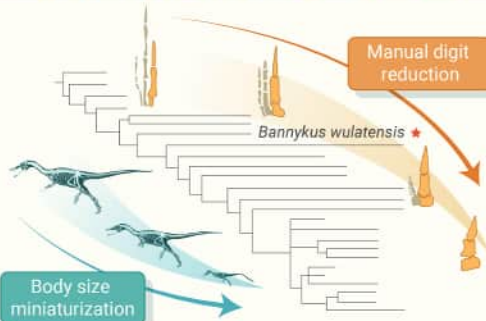 Manual digit
reduction
Bannykus wulatensis
Body size
miniaturization